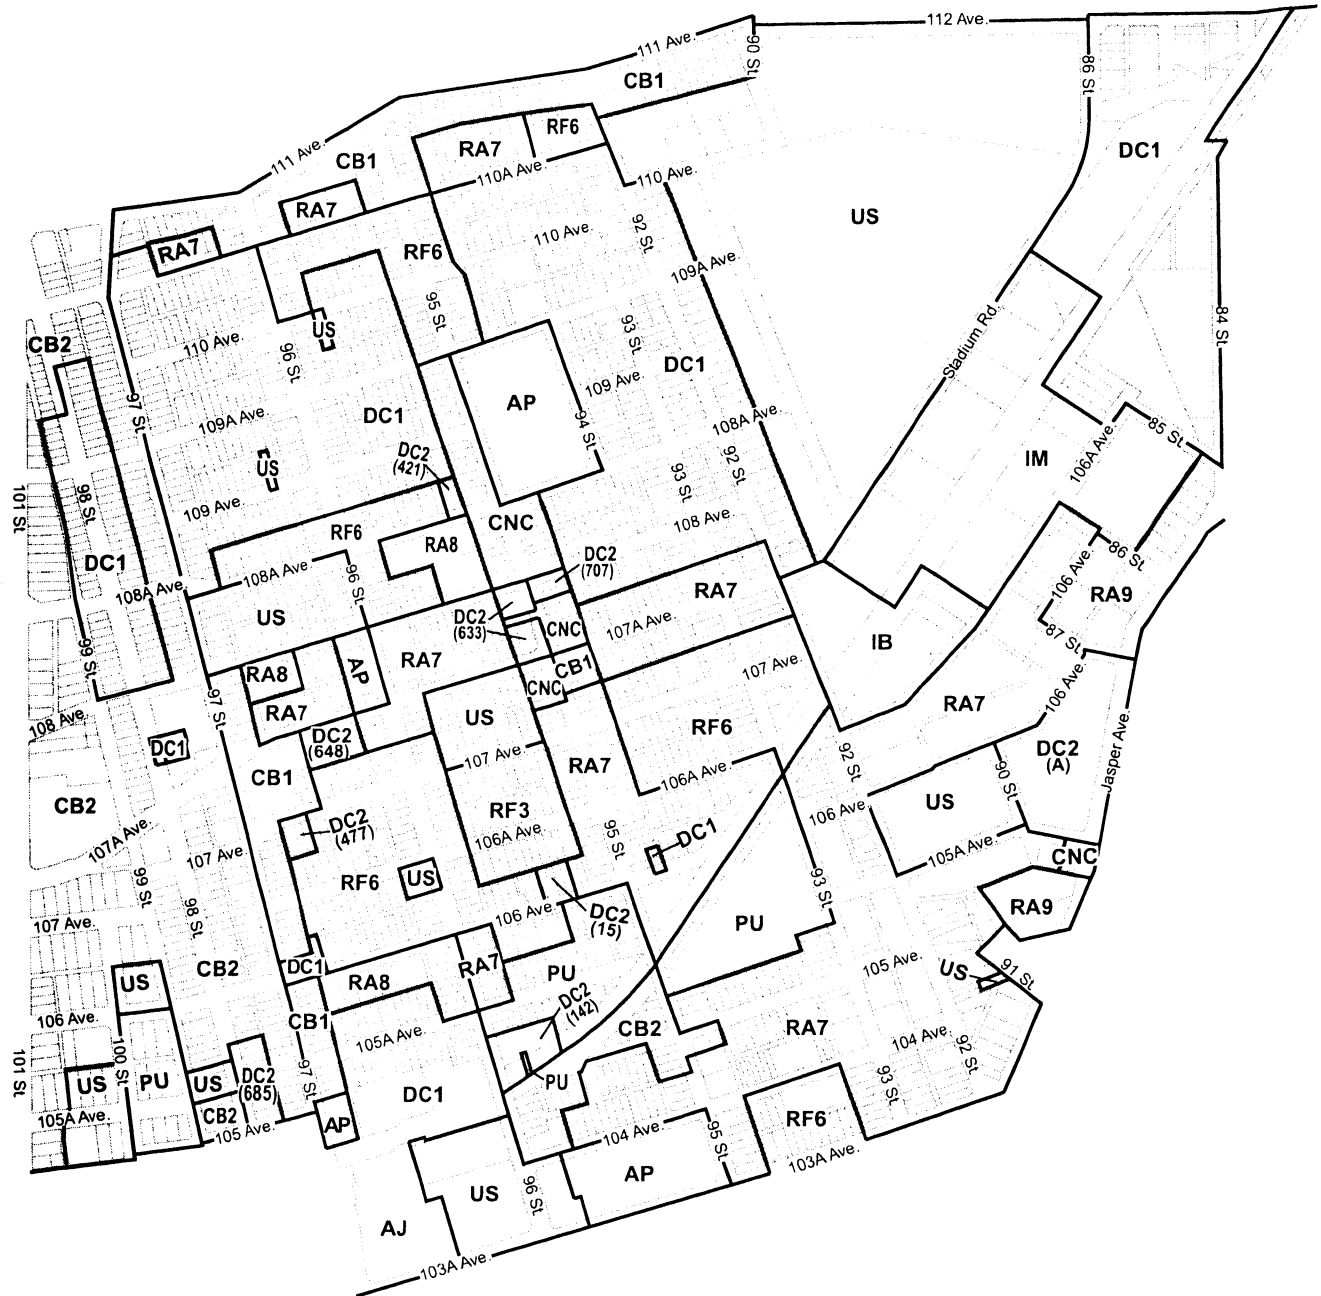 112 Ave.
111 Ave.
90 St.
86 St.
CB1
RF6
RA7
DC1
111 Ave.
CB1
110A Ave.
110 Ave.
RA7
US
RA7
RF6
92 St.
110 Ave.
109A Ave.
95 St.
84 St.
Stadium Rd.
US
93 St.
110 Ave.
CB2
96 St.
DC1
109 Ave.
AP
97 St.
DC1
109A Ave.
108A Ave.
94 St.
85 St.
106A Ave.
DC2
(421)
IM
US
92 St.
93 St.
98 St.
101 St.
109 Ave.
CNC
108 Ave.
RF6
RA8
86 St.
DC2
(707)
DC1
108A Ave.
106 Ave.
96 St.
108A Ave.
RA7
RA9
US
DC2
(633)
CNC
107A Ave.
87 St.
IB
99 St.
RA7
AP
CB1
107 Ave.
RA8
CNC
106 Ave.
RA7
97 St.
RA7
US
108 Ave.
RF6
DC2
(648)
DC1
DC2
(A)
Jasper Ave.
107 Ave.
92 St.
RA7
CB1
106A Ave.
90 St.
CB2
US
106 Ave.
RF3
DC2
(477)
DC1
106A Ave.
95 St.
107A Ave.
105A Ave.
107 Ave.
CNC
RF6
US
99 St.
93 St.
RA9
98 St.
106 Ave.
DC2
(15)
107 Ave.
PU
105 Ave.
CB2
DC1
RA7
PU
US
91 St.
US
RA8
DC2
(142)
106 Ave.
CB1
CB2
RA7
105A Ave.
104 Ave.
92 St.
100 St.
101 St.
97 St.
US
PU
US
DC2
(685)
PU
93 St.
DC1
105A Ave.
CB2
RF6
105 Ave.
AP
104 Ave.
95 St.
103A Ave.
AP
US
96 St.
AJ
103A Ave.